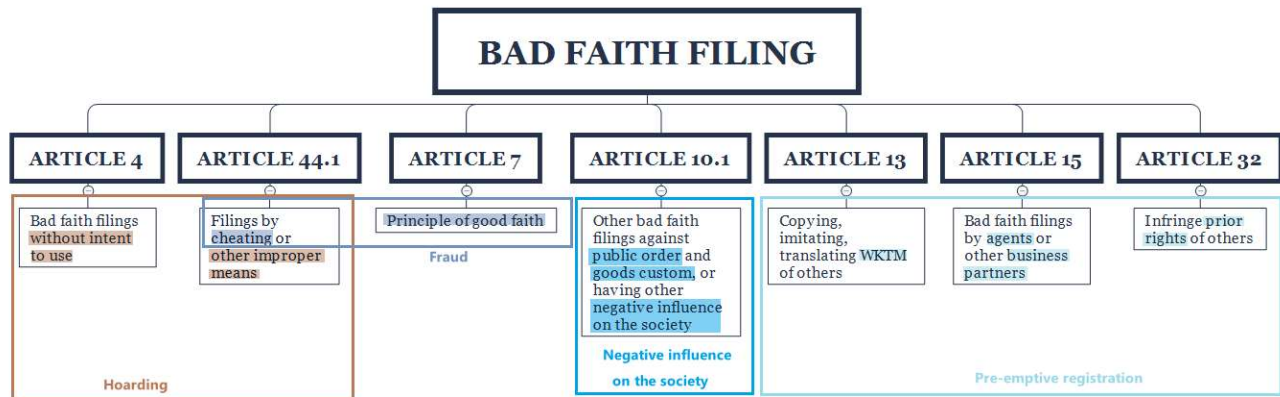 BAD FAITH FILING
ARTICLE 4
ARTICLE 44.1
ARTICLE 7
ARTICLE 10.1
ARTICLE 13
ARTICLE 15
ARTICLE 32
Bad faith filings
without intent
to use
Filings by
cheating or
other improper
means
Principle of good faith
Other bad faith
filings against
public order and
goods custom, or
having other
negative influence
on the society
Copying,
imitating,
translating WKTM
of others
Bad faith filings
by agents or
other business
partners
Infringe prior
rights of others
Hoarding
Fraud
Negative influence
on the society
Pre-emptive registration